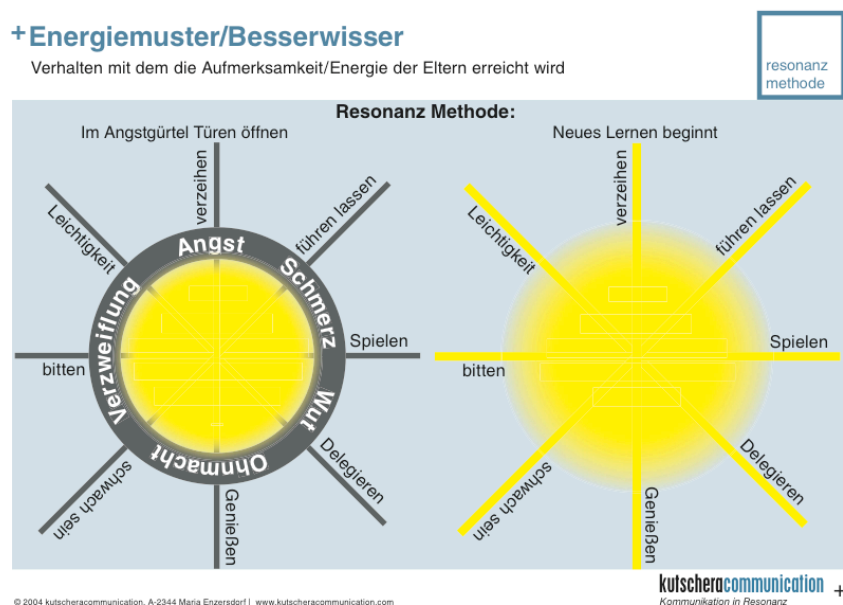 +Energiemuster/Besserwisser
Verhalten mit dem die Aufmerksamkeit/Energie der Eltern erreicht wird
resonanz
methode
Resonanz Methode:
Im Angstgürtel Türen öffnen
verzeihen
führen lassen
Spielen
Delegieren
Genießen
schwach sein
bitten
Leichtigkeit
Angst
Schmerz
Wut
Ohnmacht
Verzweiflung
Neues Lernen beginnt
verzeihen
führen lassen
Spielen
Delegieren
Genießen
schwach sein
bitten
Leichtigkeit
© 2004 kutscheracommunication, A-2344 Maria Enzersdorf | www.kutscheracommunication.com
kutscheracommunication +
Kommunikation in Resonanz